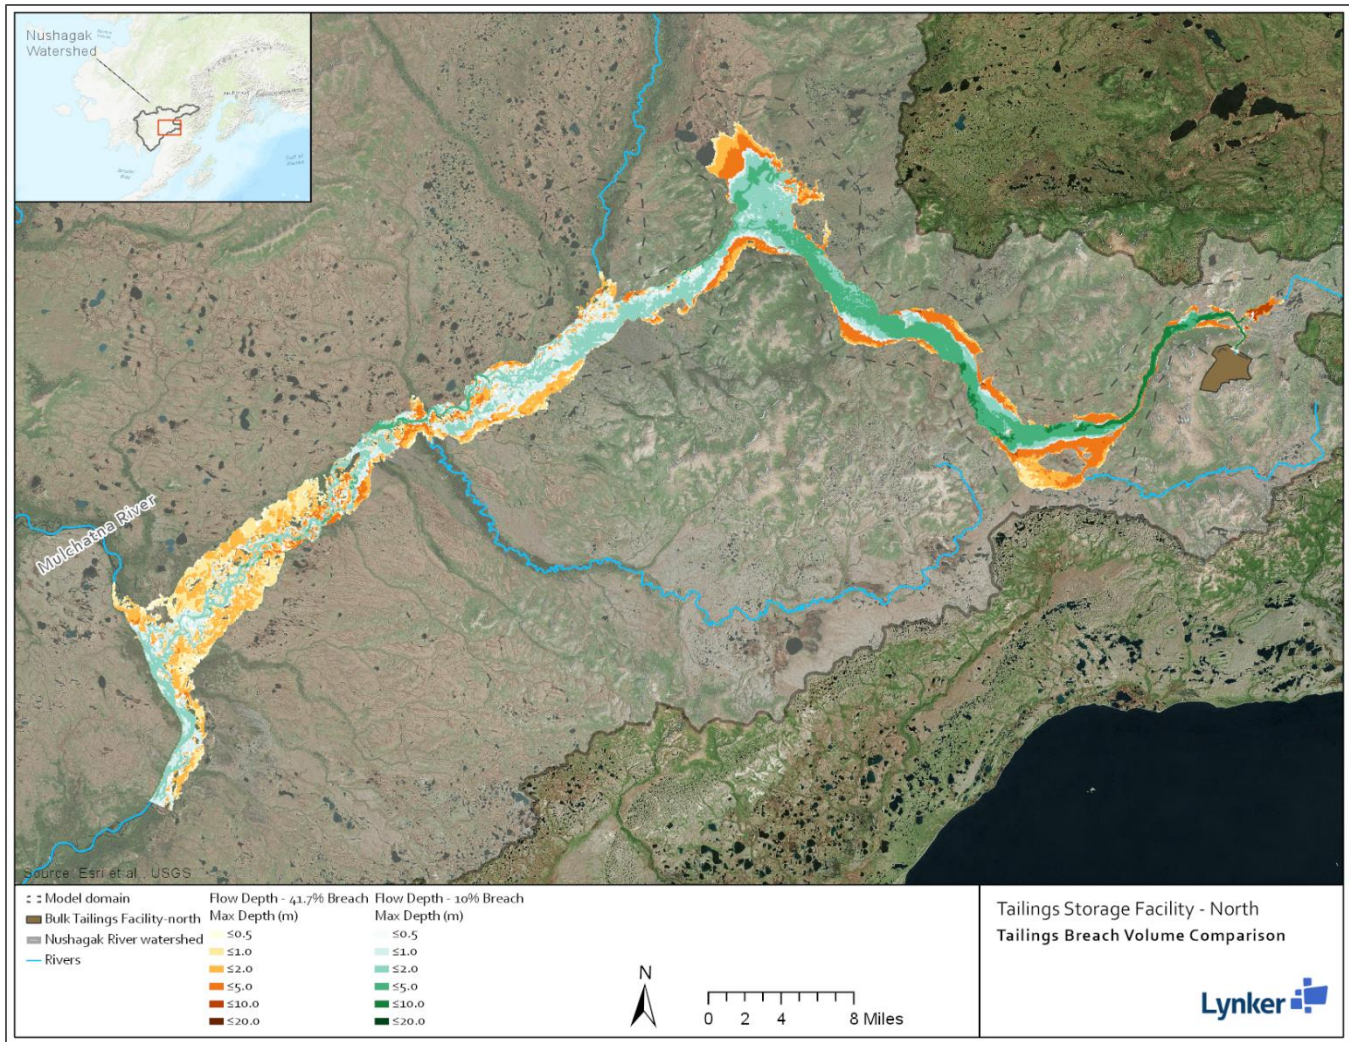 Nushagak
Watershed
Gulf of
Mulchatna River
Source: Esri et al., USGS
Model domain
Bulk Tailings Facility-north
Nushagak River watershed
Rivers
Flow Depth - 41.7% Breach
Max Depth (m)
≤0.5
≤1.0
≤2.0
≤5.0
≤10.0
≤20.0
Flow Depth - 10% Breach
Max Depth (m)
≤0.5
≤1.0
≤2.0
≤5.0
≤10.0
≤20.0
N
0 2 4 8 Miles
Tailings Storage Facility - North
Tailings Breach Volume Comparison
Lynker